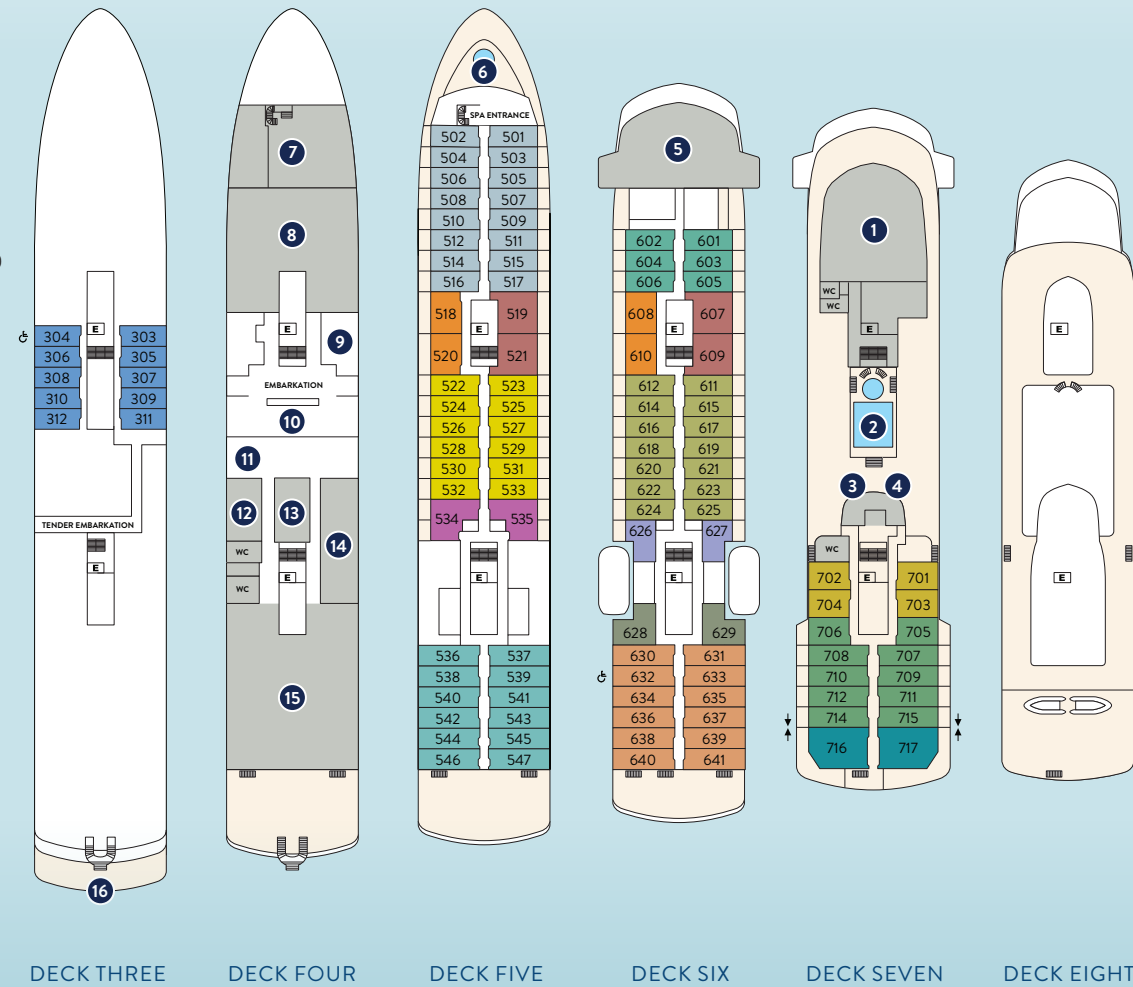 16
304 E 303
306 305
308 307
310 309
312 311
TENDER EMBARKATION
E
DECK THREE
7
8
E 9
EMBARKATION
10
11
12 13
14
WC
E
WC
15
DECK FOUR
6
SPA ENTRANCE
502 501
504 503
506 505
508 507
510 509
512 511
514 515
516 517
518 E 519
520 521
522 523
524 525
526 527
528 529
530 531
532 533
534 535
E
536 537
538 539
540 541
542 543
544 545
546 547
DECK FIVE
5
602 601
604 603
606 605
608 E 607
610 609
612 611
614 615
616 617
618 619
620 621
622 623
624 625
626 627
E
628 629
630 631
632 633
634 635
636 637
638 639
640 641
DECK SIX
1
WC
WC
E
2
3 4
WC
702 E 701
704 703
706 705
708 707
710 709
712 711
714 715
716 717
DECK SEVEN
E
E
DECK EIGHT